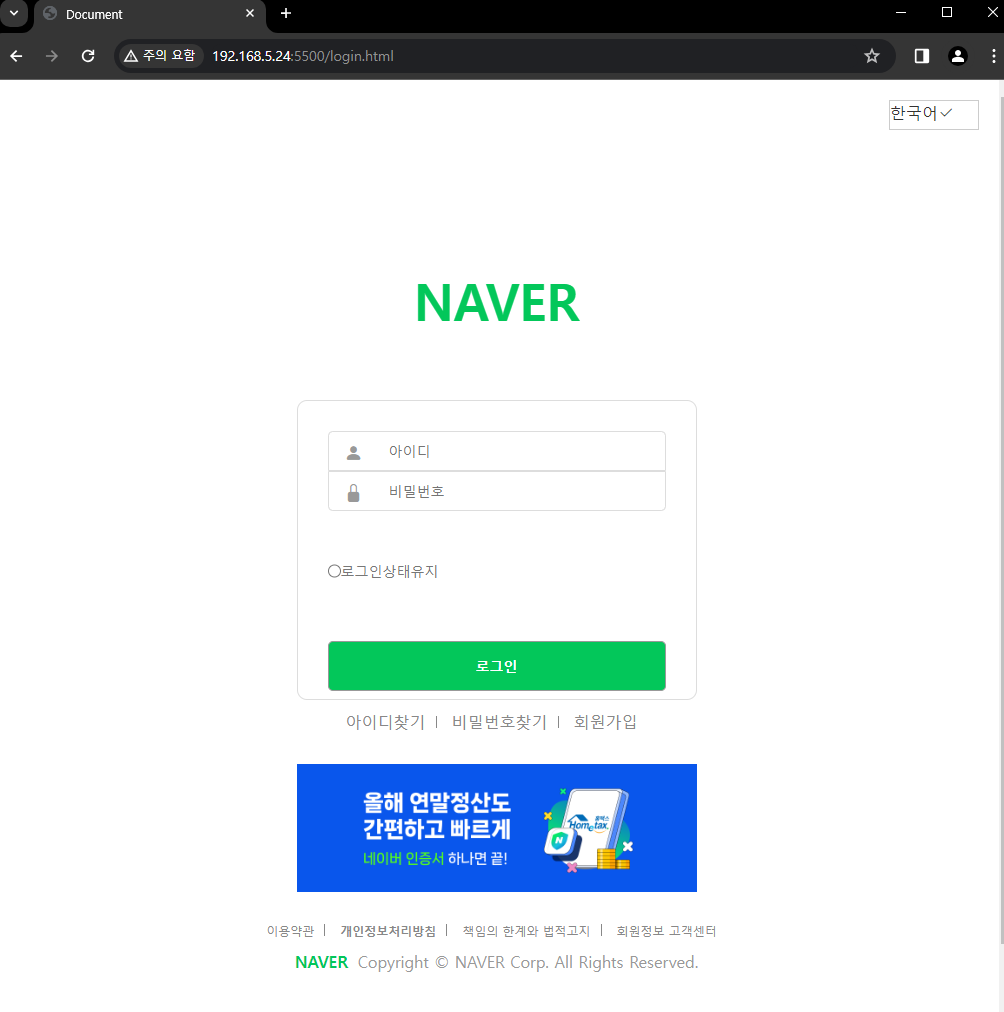 Document
주의 요함 192.168.5.24:5500/login.html
한국어
NAVER
아이디
비밀번호
로그인상태유지
로그인
아이디찾기 | 비밀번호찾기 | 회원가입
올해 연말정산도
간편하고 빠르게
네이버 인증서 하나면 끝!
홈택스
Hometax.
N
이용약관 | 개인정보처리방침 | 책임의 한계와 법적고지 | 회원정보 고객센터
NAVER Copyright © NAVER Corp. All Rights Reserved.